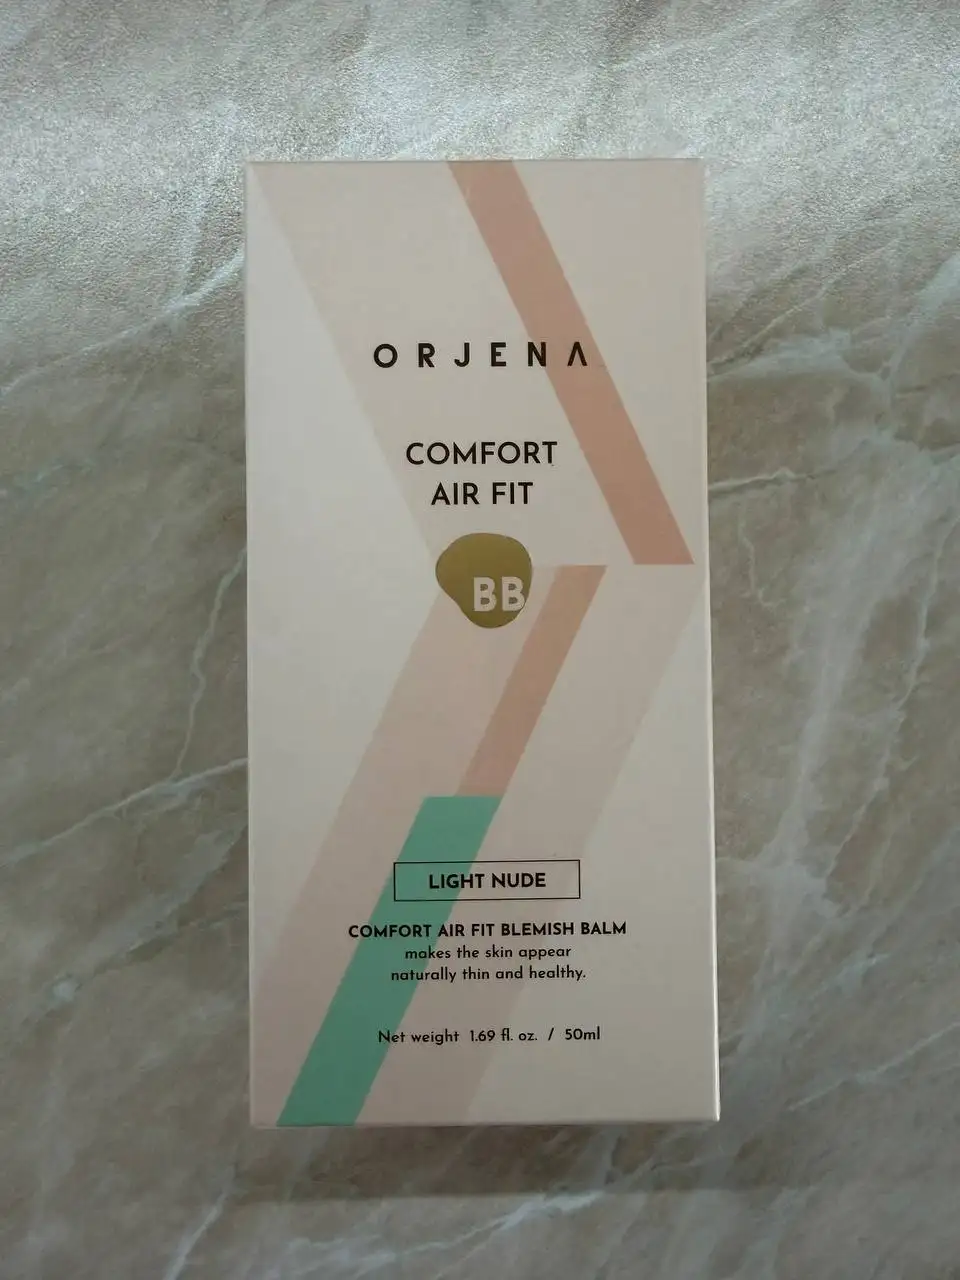 ORJENA
COMFORT
AIR FIT
BB
LIGHT NUDE
COMFORT AIR FIT BLEMISH BALM
makes the skin appear
naturally thin and healthy.
Net weight 1.69 fl. oz. / 50ml